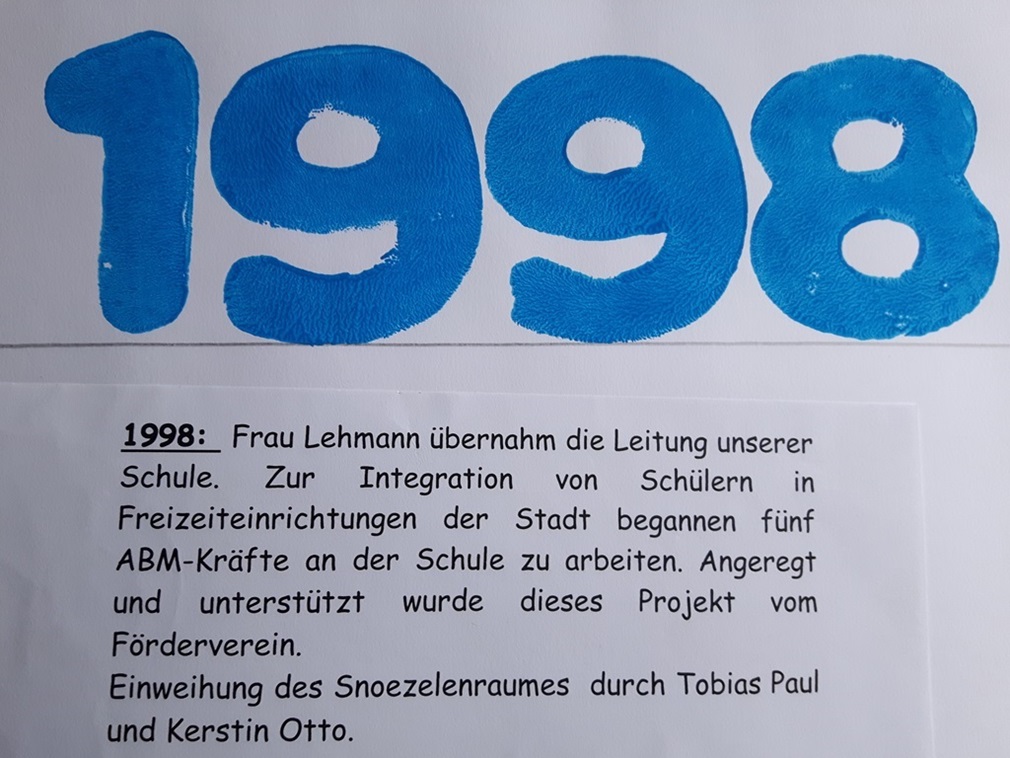 1998
1998: Frau Lehmann übernahm die Leitung unserer
Schule. Zur Integration von Schülern in
Freizeiteinrichtungen der Stadt begannen fünf
ABM-Kräfte an der Schule zu arbeiten. Angeregt
und unterstützt wurde dieses Projekt vom
Förderverein.
Einweihung des Snoezelenraumes durch Tobias Paul
und Kerstin Otto.